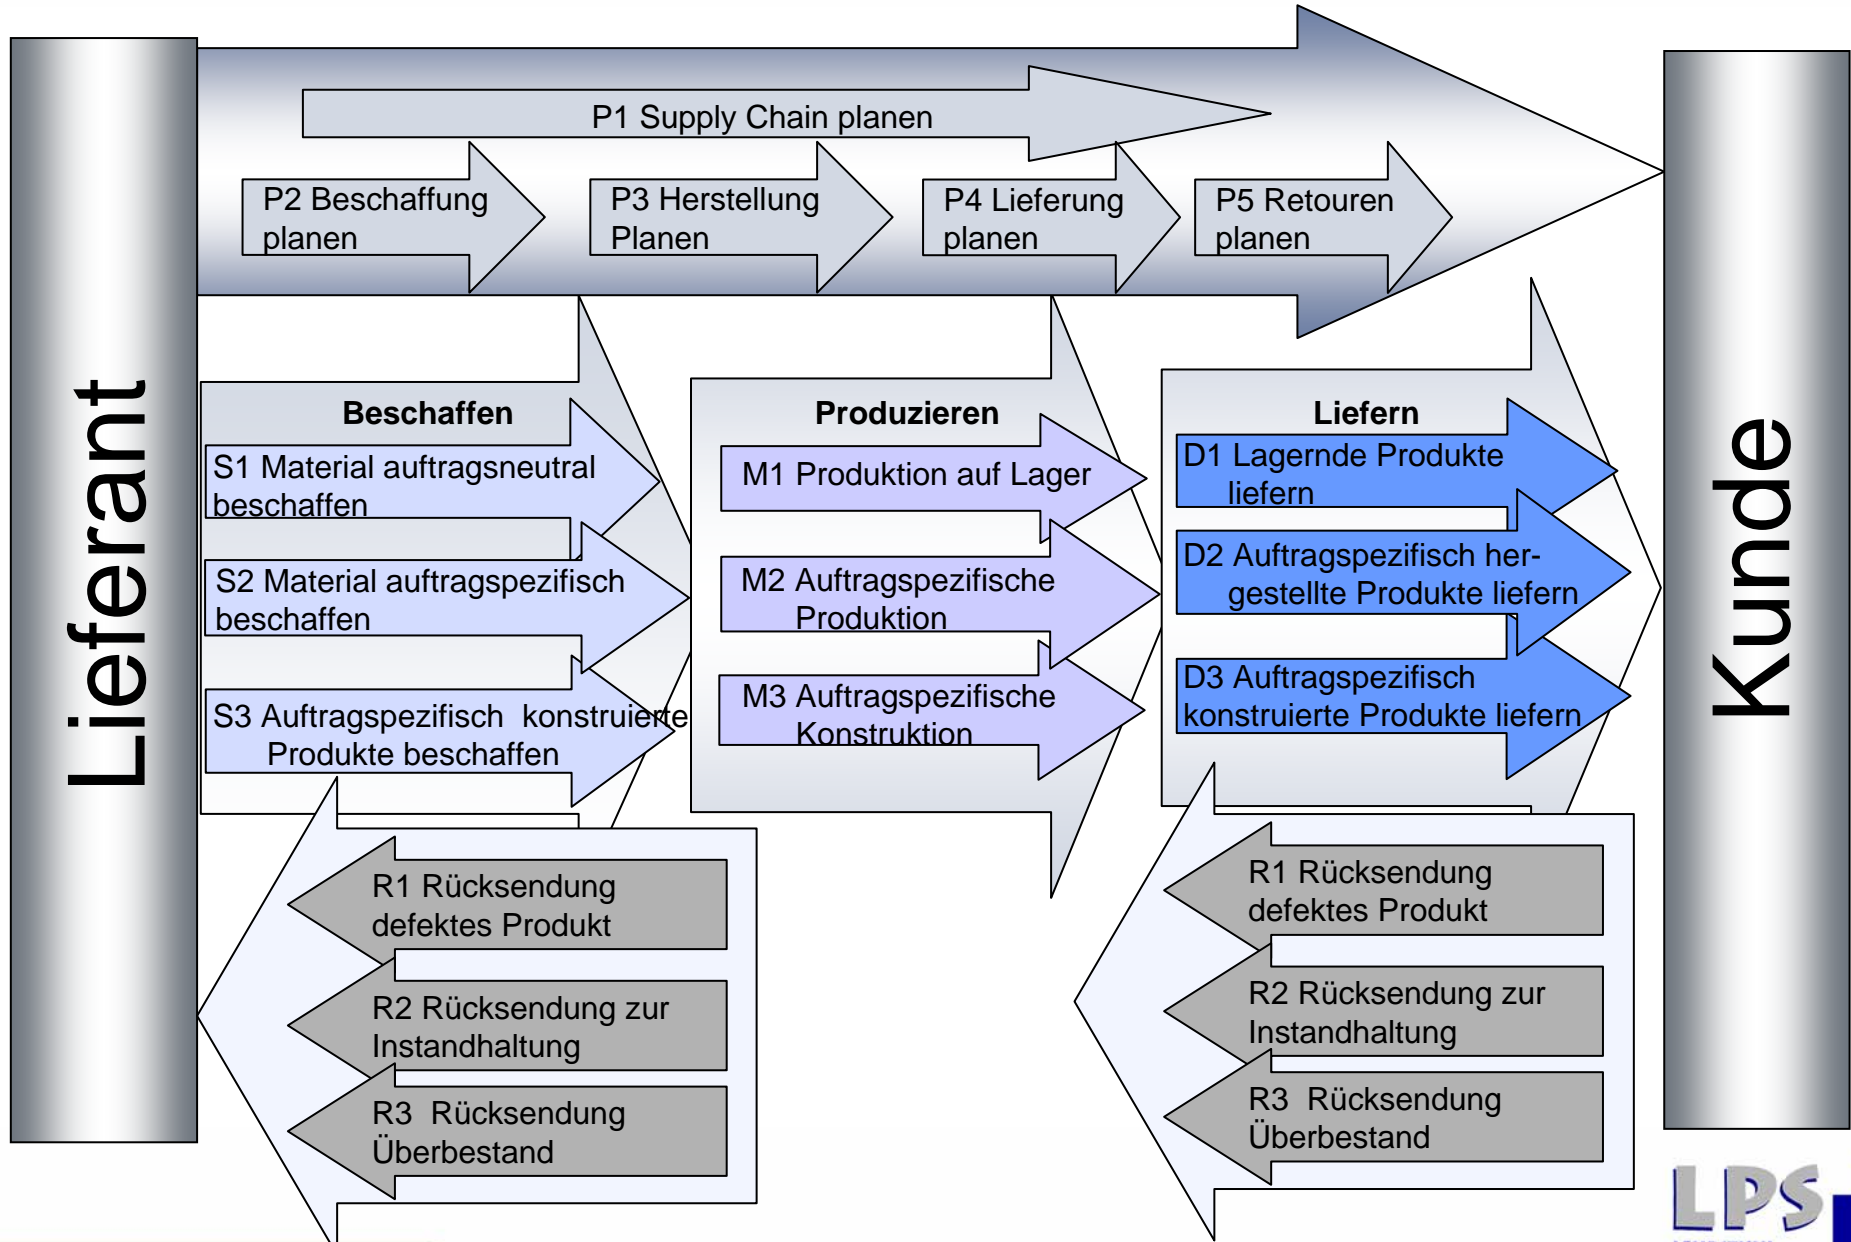 P1 Supply Chain planen
P2 Beschaffung
planen
P3 Herstellung
Planen
P4 Lieferung
planen
P5 Retouren
planen
Lieferant
Beschaffen
S1 Material auftragsneutral
beschaffen
S2 Material auftragspezifisch
beschaffen
S3 Auftragspezifisch konstruierte
Produkte beschaffen
Produzieren
M1 Produktion auf Lager
M2 Auftragspezifische
Produktion
M3 Auftragspezifische
Konstruktion
Liefern
D1 Lagernde Produkte
liefern
D2 Auftragspezifisch her-
gestellte Produkte liefern
D3 Auftragspezifisch
konstruierte Produkte liefern
Kunde
R1 Rücksendung
defektes Produkt
R2 Rücksendung zur
Instandhaltung
R3 Rücksendung
Überbestand
R1 Rücksendung
defektes Produkt
R2 Rücksendung zur
Instandhaltung
R3 Rücksendung
Überbestand
LPS